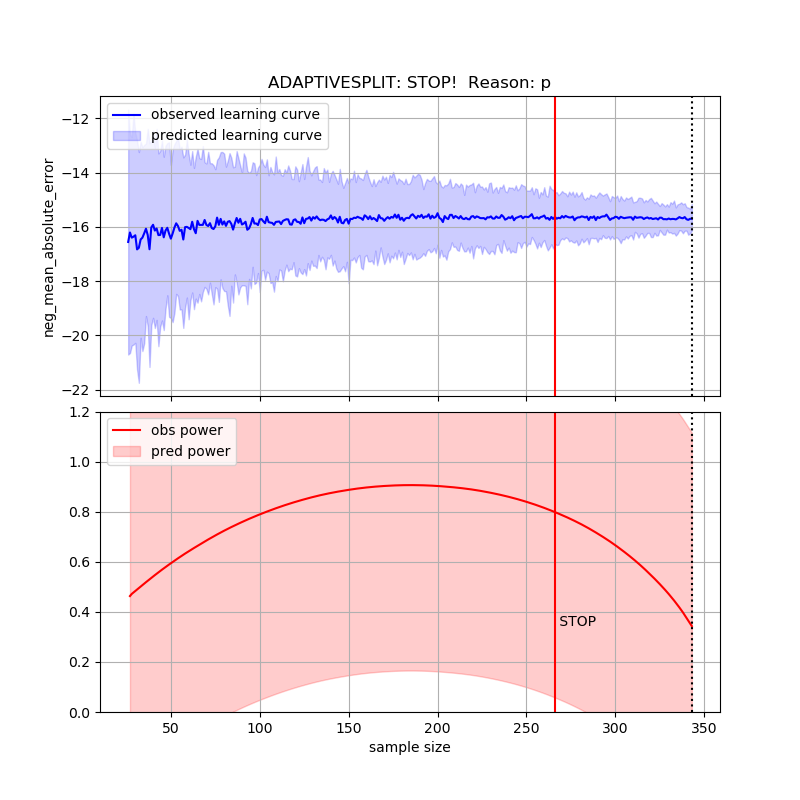 ADAPTIVESPLIT: STOP!  Reason: p
observed learning curve
predicted learning curve
neg_mean_absolute_error
−12
−14
−16
−18
−20
−22
obs power
pred power
1.2
1.0
0.8
0.6
0.4
0.2
0.0
STOP
50
100
150
200
250
300
350
sample size